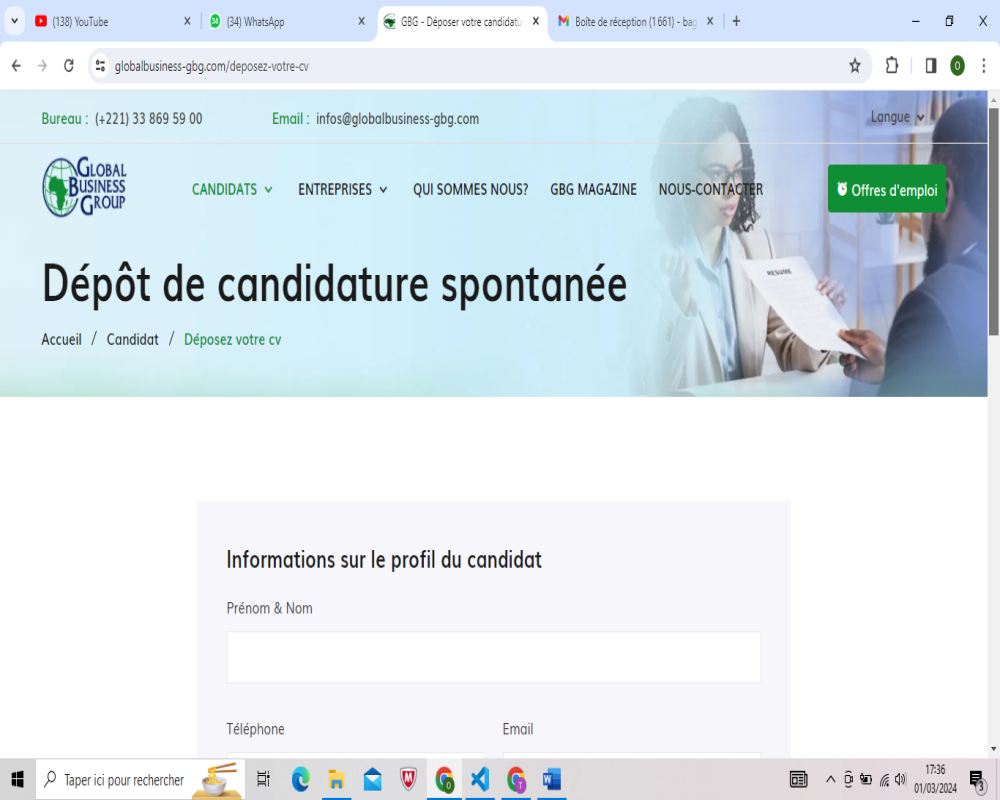 (138) YouTube
(34) WhatsApp
GBG - Déposer votre candidatu
Boîte de réception (1 661) - bag
globalbusiness-gbg.com/deposez-votre-cv
Bureau : (+221) 33 869 59 00
Email : infos@globalbusiness-gbg.com
Langue
GLOBAL
BUSINESS
GROUP
CANDIDATS
ENTREPRISES
QUI SOMMES NOUS?
GBG MAGAZINE
NOUS-CONTACTER
Offres d'emploi
RESUME
Dépôt de candidature spontanée
Accueil / Candidat / Déposez votre cv
Informations sur le profil du candidat
Prénom & Nom
Téléphone
Email
Taper ici pour rechercher
17:36
01/03/2024
3